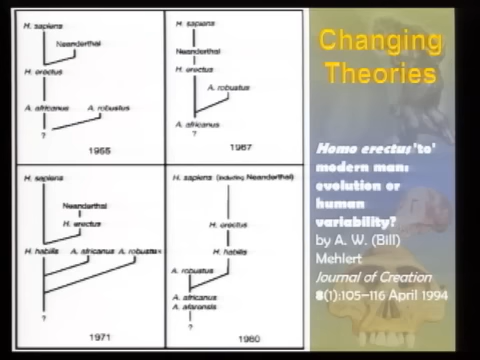 H. sapiens
Neanderthal
H. erectus
A. africanus A. robustus
?
1955
H. sapiens
Neanderthal
H. erectus
A. robustus
A. africanus
?
1967
H. sapiens
Neanderthal
H. erectus
H. habilis A. africanus A. robustus
?
1971
H. sapiens (including Neanderthal)
H. erectus
H. habilis
A. robustus
A. africanus
A. afarensis
?
1980
Changing
Theories
Homo erectus 'to'
modern man:
evolution or
human
variability?
by A. W. (Bill)
Mehlert
Journal of Creation
8(1):105–116 April 1994